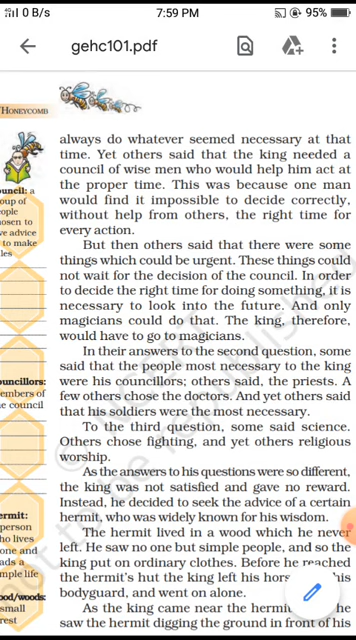 0 B/s
7:59 PM
95%
gehc101.pdf
HONEYCOMB
always do whatever seemed necessary at that
time. Yet others said that the king needed a
council of wise men who would help him act at
the proper time. This was because one man
would find it impossible to decide correctly,
without help from others, the right time for
every action.
But then others said that there were some
things which could be urgent. These things could
not wait for the decision of the council. In order
to decide the right time for doing something, it is
necessary to look into the future. And only
magicians could do that. The king, therefore,
would have to go to magicians.
In their answers to the second question, some
said that the people most necessary to the king
were his councillors; others said, the priests. A
few others chose the doctors. And yet others said
that his soldiers were the most necessary.
To the third question, some said science.
Others chose fighting, and yet others religious
worship.
As the answers to his questions were so different,
the king was not satisfied and gave no reward.
Instead, he decided to seek the advice of a certain
hermit, who was widely known for his wisdom.
The hermit lived in a wood which he never
left. He saw no one but simple people, and so the
king put on ordinary clothes. Before he reached
the hermit's hut the king left his hors his
bodyguard, and went on alone.
As the king came near the hermi
saw the hermit digging the ground in front of his
uncil: a
oup of
ople
osen to
ve advice
to make
les
ouncillors:
embers of
e council
ermit:
person
ho lives
one and
ads a
mple life
ood/woods:
small
rest